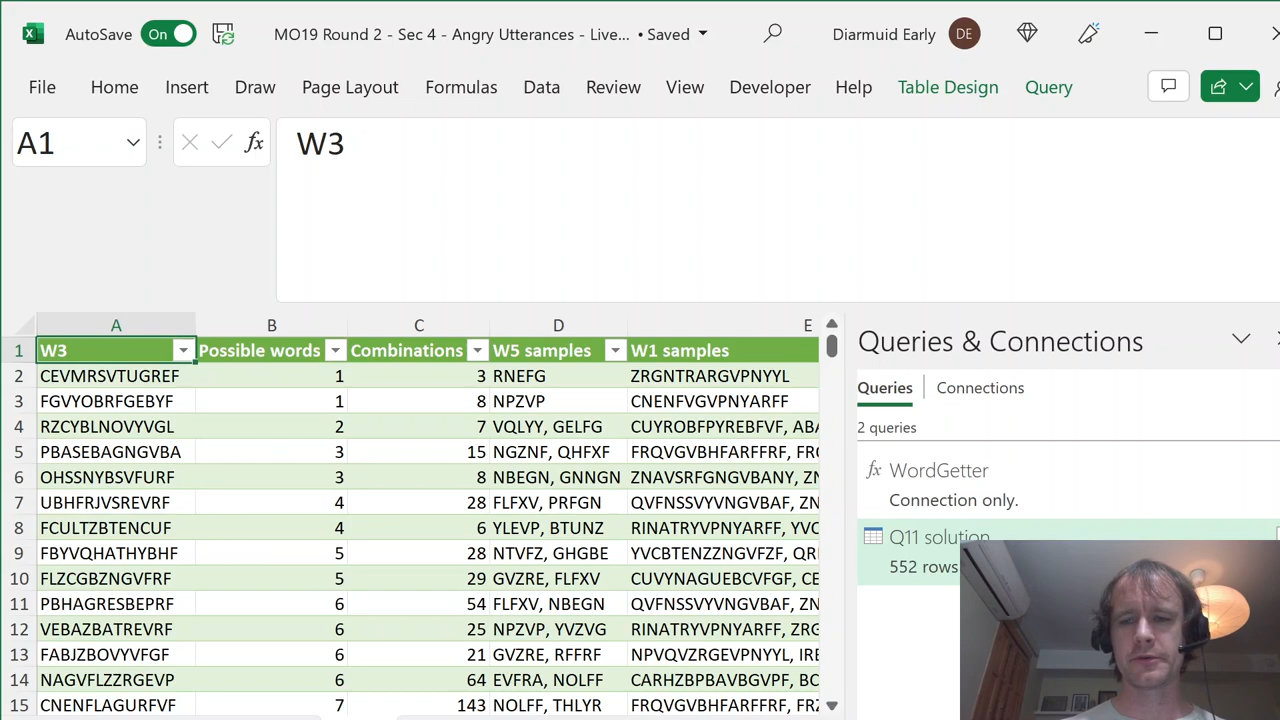 AutoSave On MO19 Round 2 - Sec 4 - Angry Utterances - Live... • Saved Diarmuid Early DE
File Home Insert Draw Page Layout Formulas Data Review View Developer Help Table Design Query
A1 fx W3
A B C D E
1 W3 Possible words Combinations W5 samples W1 samples
2 CEVMRSVTUGREF 1 3 RNEFG ZRGNTRARGVPNYYL
3 FGVYOBRFGEBYF 1 8 NPZVP CNENFVGVPNYARFF
4 RZCYBLNOVYVGL 2 7 VQLYY, GELFG CUYROBFPYREBFVF, ABA
5 PBASEBAGNGVBA 3 15 NGZNF, QHFXF FRQVGVBHFARFFRF, FRO
6 OHSSNYBSVFURF 3 8 NBEGN, GNNGN ZNAVSRFGNGVBANY, ZN
7 UBHFRJVSREVRF 4 28 FLFXV, PRFGN QVFNSSVYVNGVBAF, ZN
8 FCULTZBTENCUF 4 6 YLEVP, BTUNZ RINATRYVPNYARFF, YVC
9 FBYVQHATHYBHF 5 28 NTVFZ, GHGBE YVCBTENZZNGVFZF, QR
10 FLZCGBZNGVFRF 5 29 GVZRE, FLFXV CUVYNAGUEBCVFGF, CE
11 PBHAGRESBEPRF 6 54 FLFXV, NBEGN QVFNSSVYVNGVBAF, ZN
12 VEBAZBATREVRF 6 25 NPZVP, YVZVG RINATRYVPNYARFF, ZRG
13 FABJZBOVYVFGF 6 21 GVZRE, RFFRF NPVQVZRGEVPNYYL, IRE
14 NAGVFLZZRGEVP 6 64 EVFRA, NOLFF CARHZBPBAVBGVPF, BC
15 CNENFLAGURFVF 7 143 NOLFF, THLYR FRQVGVBHFARFFRF, FRZ
Queries & Connections
Queries Connections
2 queries
fx WordGetter
Connection only.
Q11 solution
552 rows